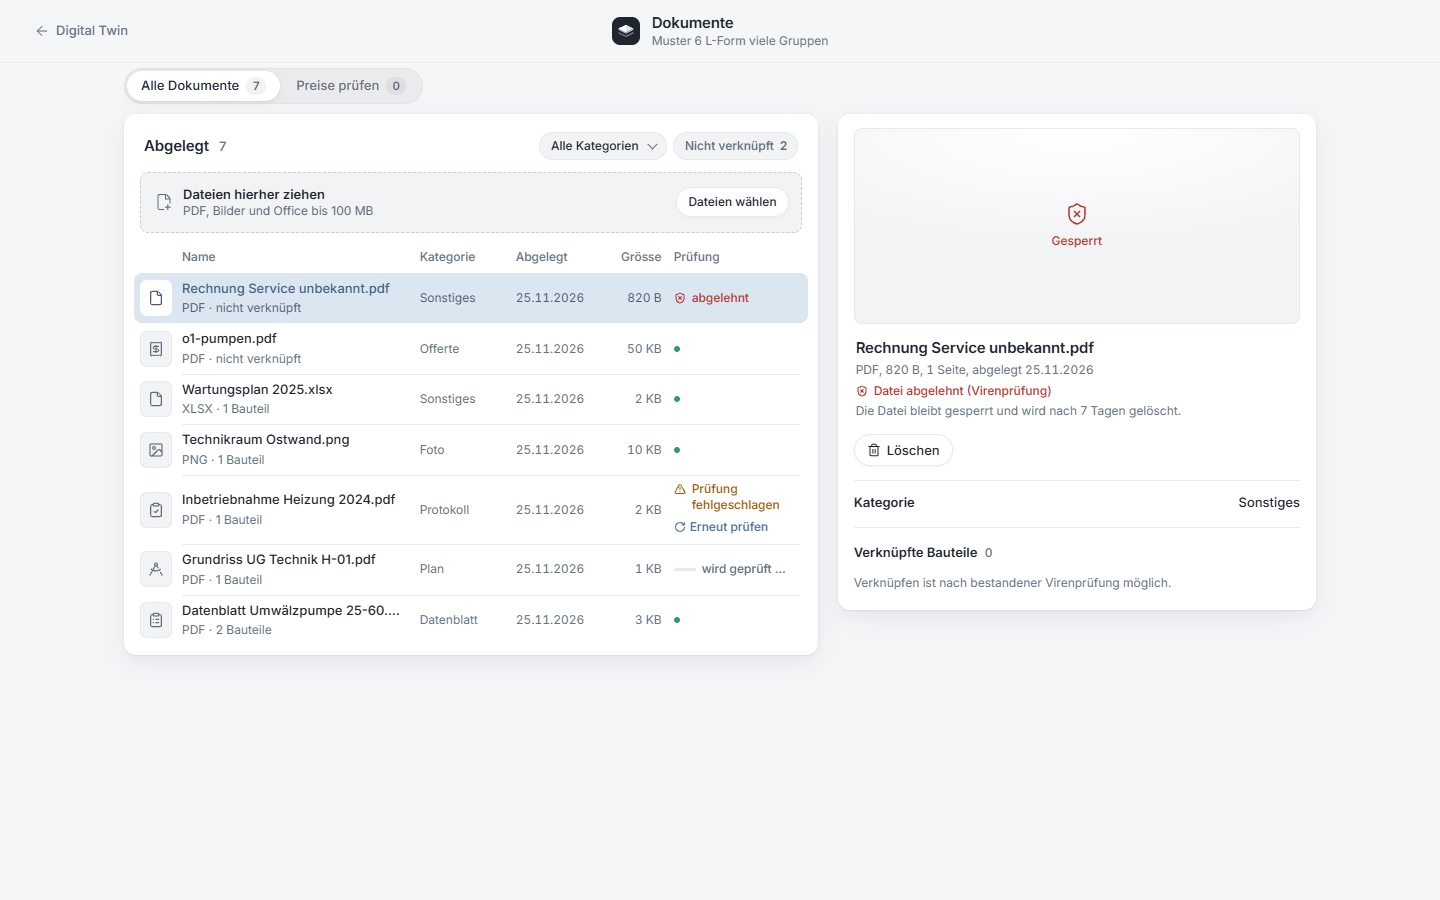 Digital Twin
Dokumente
Muster 6 L-Form viele Gruppen
Alle Dokumente 7
Preise prüfen 0
Abgelegt 7
Alle Kategorien
Nicht verknüpft 2
Dateien hierher ziehen
PDF, Bilder und Office bis 100 MB
Dateien wählen
Name Kategorie Abgelegt Grösse Prüfung
Rechnung Service unbekannt.pdf
PDF · nicht verknüpft
Sonstiges 25.11.2026 820 B abgelehnt
o1-pumpen.pdf
PDF · nicht verknüpft
Offerte 25.11.2026 50 KB
Wartungsplan 2025.xlsx
XLSX · 1 Bauteil
Sonstiges 25.11.2026 2 KB
Technikraum Ostwand.png
PNG · 1 Bauteil
Foto 25.11.2026 10 KB
Inbetriebnahme Heizung 2024.pdf
PDF · 1 Bauteil
Protokoll 25.11.2026 2 KB
Prüfung
fehlgeschlagen
Erneut prüfen
Grundriss UG Technik H-01.pdf
PDF · 1 Bauteil
Plan 25.11.2026 1 KB wird geprüft ...
Datenblatt Umwälzpumpe 25-60....
PDF · 2 Bauteile
Datenblatt 25.11.2026 3 KB
Gesperrt
Rechnung Service unbekannt.pdf
PDF, 820 B, 1 Seite, abgelegt 25.11.2026
Datei abgelehnt (Virenprüfung)
Die Datei bleibt gesperrt und wird nach 7 Tagen gelöscht.
Löschen
Kategorie Sonstiges
Verknüpfte Bauteile 0
Verknüpfen ist nach bestandener Virenprüfung möglich.